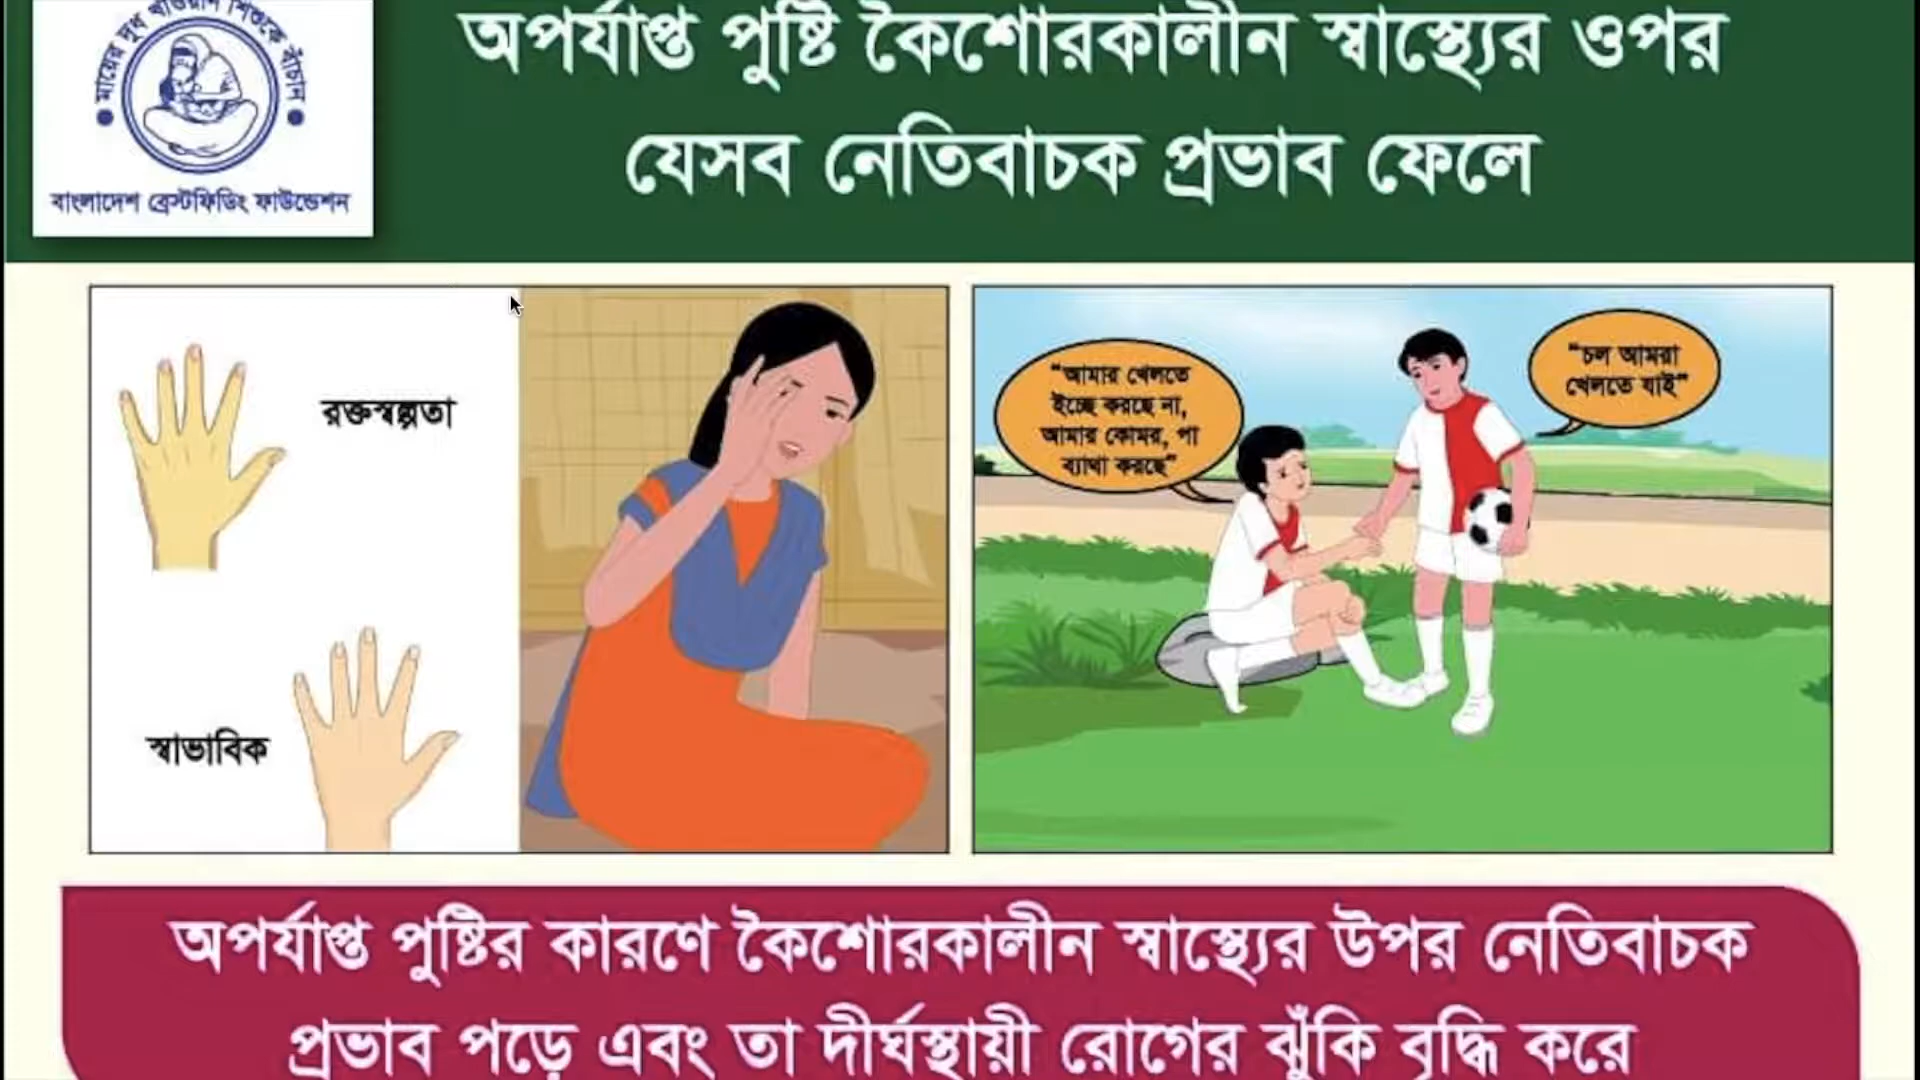 মায়ের দুধ খাওয়ান শিশুকে বাঁচান
বাংলাদেশ ব্রেস্টফিডিং ফাউন্ডেশন
অপর্যাপ্ত পুষ্টি কৈশোরকালীন স্বাস্থ্যের ওপর
যেসব নেতিবাচক প্রভাব ফেলে
রক্তস্বল্পতা
স্বাভাবিক
"আমার খেলতে
ইচ্ছে করছে না,
আমার কোমর, পা
ব্যাথা করছে"
"চল আমরা
খেলতে যাই"
অপর্যাপ্ত পুষ্টির কারণে কৈশোরকালীন স্বাস্থ্যের উপর নেতিবাচক
প্রভাব পড়ে এবং তা দীর্ঘস্থায়ী রোগের ঝুঁকি বৃদ্ধি করে